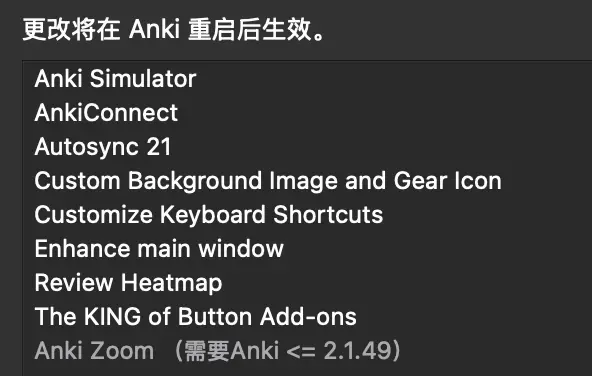 更改将在 Anki 重启后生效。
Anki Simulator
AnkiConnect
Autosync 21
Custom Background Image and Gear Icon
Customize Keyboard Shortcuts
Enhance main window
Review Heatmap
The KING of Button Add-ons
Anki Zoom （需要Anki <= 2.1.49）